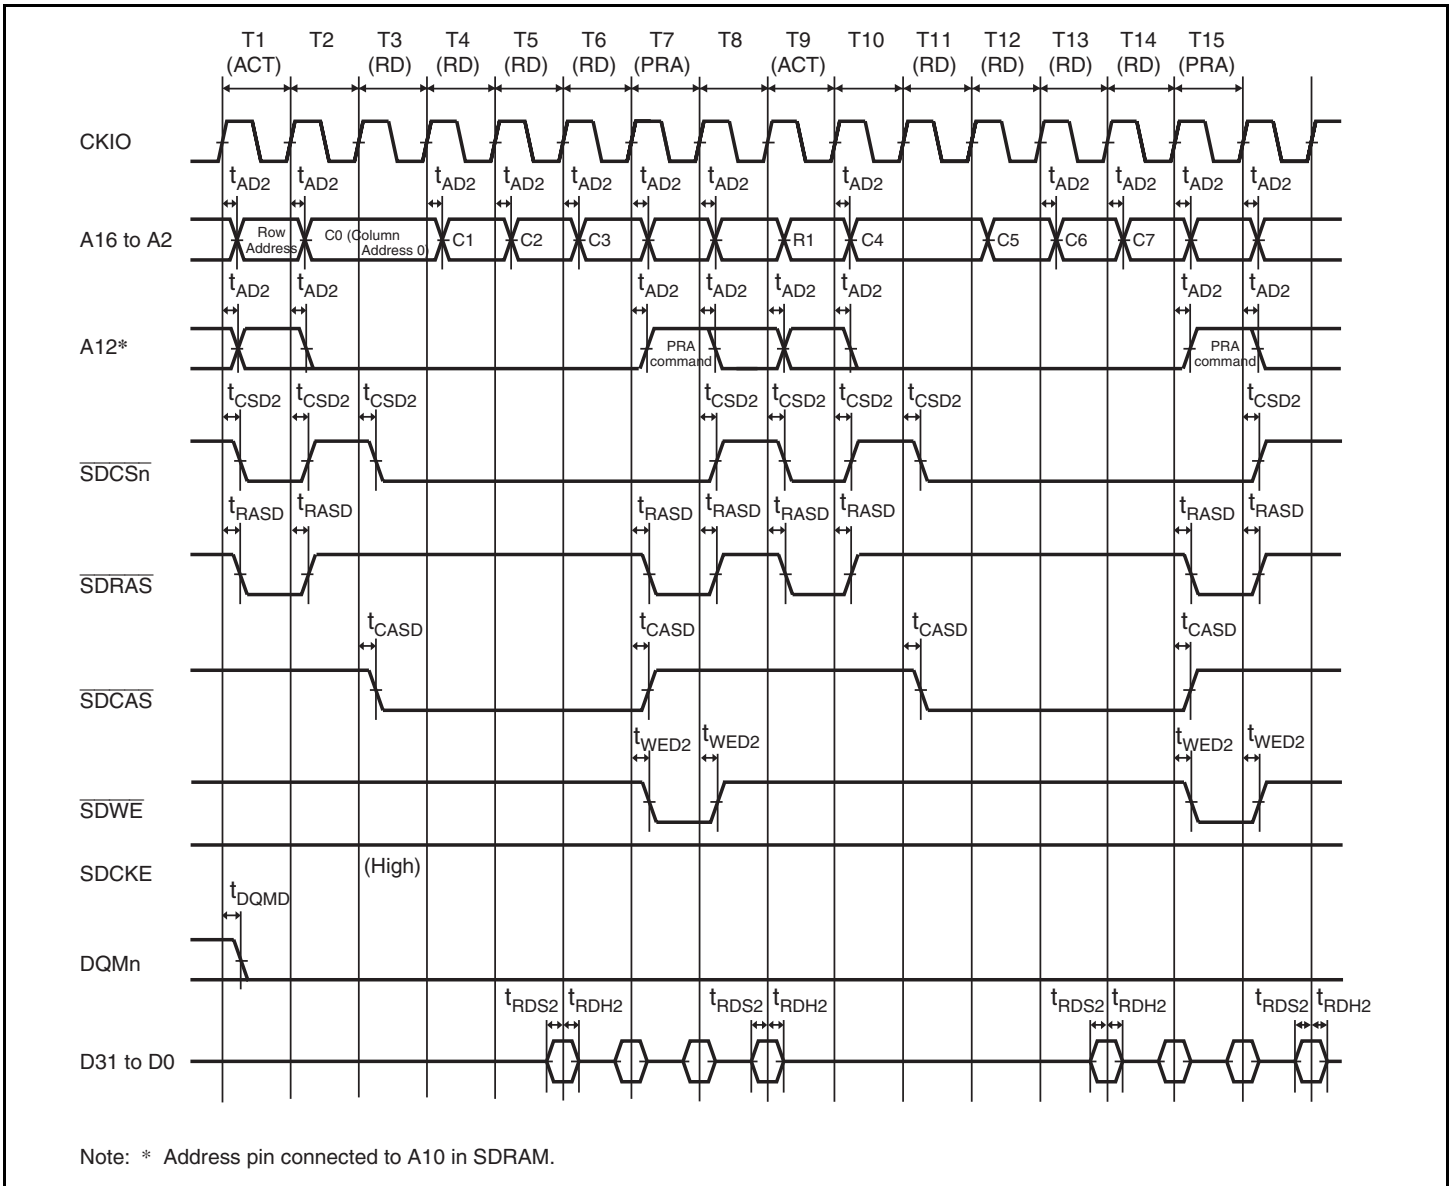 T1 T2 T3 T4 T5 T6 T7 T8 T9 T10 T11 T12 T13 T14 T15
(ACT) (RD) (RD) (RD) (RD) (PRA) (ACT) (RD) (RD) (RD) (RD) (PRA)
CKIO
tAD2 tAD2 tAD2 tAD2 tAD2 tAD2 tAD2 tAD2 tAD2 tAD2 tAD2 tAD2
A16 to A2
Row
Address
C0 (Column
Address 0)
C1 C2 C3 R1 C4 C5 C6 C7
tAD2 tAD2 tAD2 tAD2 tAD2 tAD2 tAD2 tAD2
A12*
PRA
command
PRA
command
tCSD2 tCSD2 tCSD2 tCSD2 tCSD2 tCSD2 tCSD2 tCSD2
SDCSn
tRASD tRASD tRASD tRASD tRASD tRASD tRASD tRASD
SDRAS
tCASD tCASD tCASD tCASD
SDCAS
tWED2 tWED2 tWED2 tWED2
SDWE
SDCKE
(High)
tDQMD
DQMn
tRDS2 tRDH2 tRDS2 tRDH2 tRDS2 tRDH2 tRDS2 tRDH2
D31 to D0
Note: * Address pin connected to A10 in SDRAM.